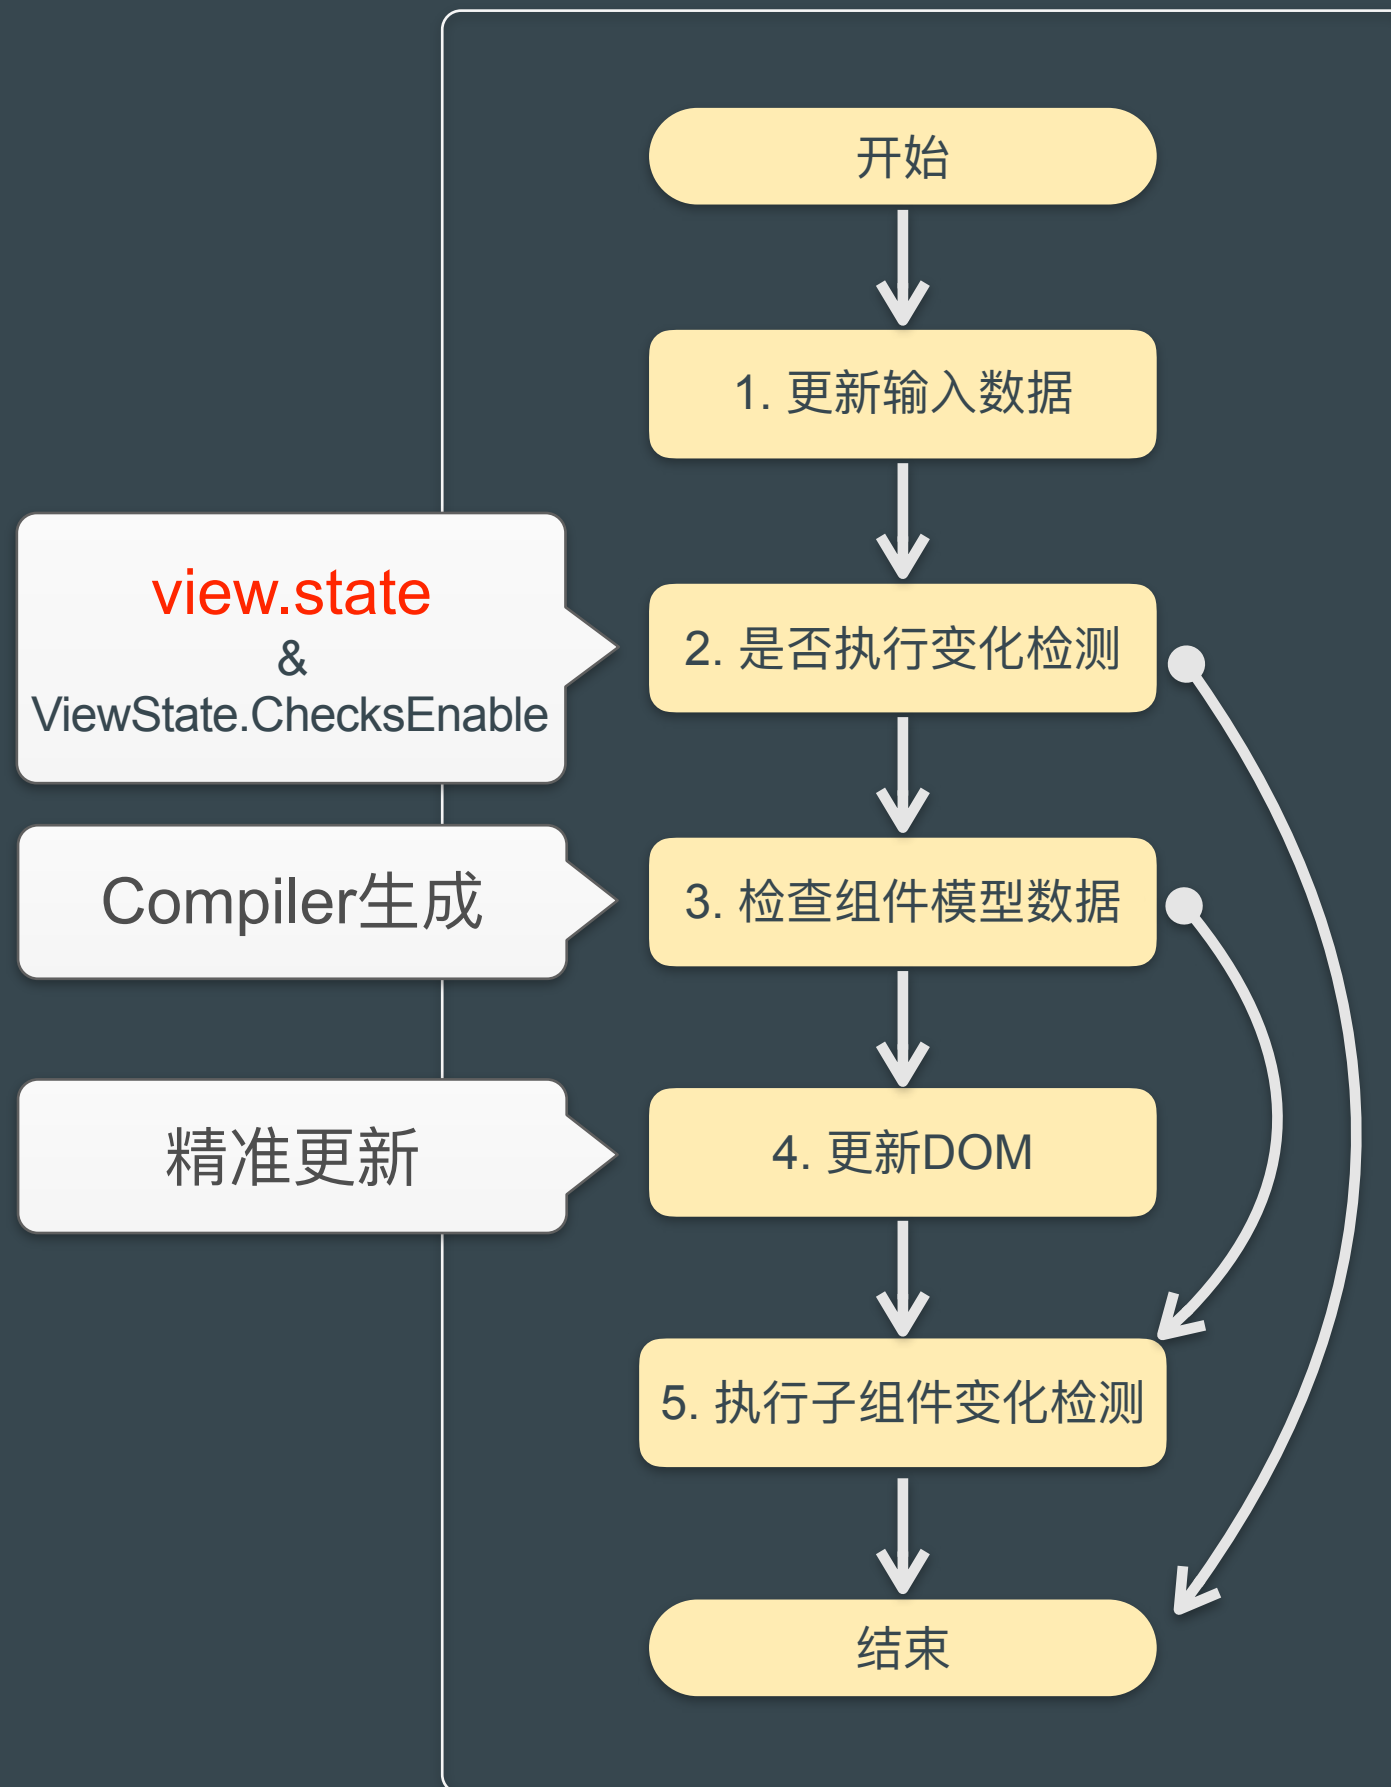 开始
1. 更新输入数据
view.state
&
ViewState.ChecksEnable
2. 是否执行变化检测
Compiler生成
3. 检查组件模型数据
精准更新
4. 更新DOM
5. 执行子组件变化检测
结束